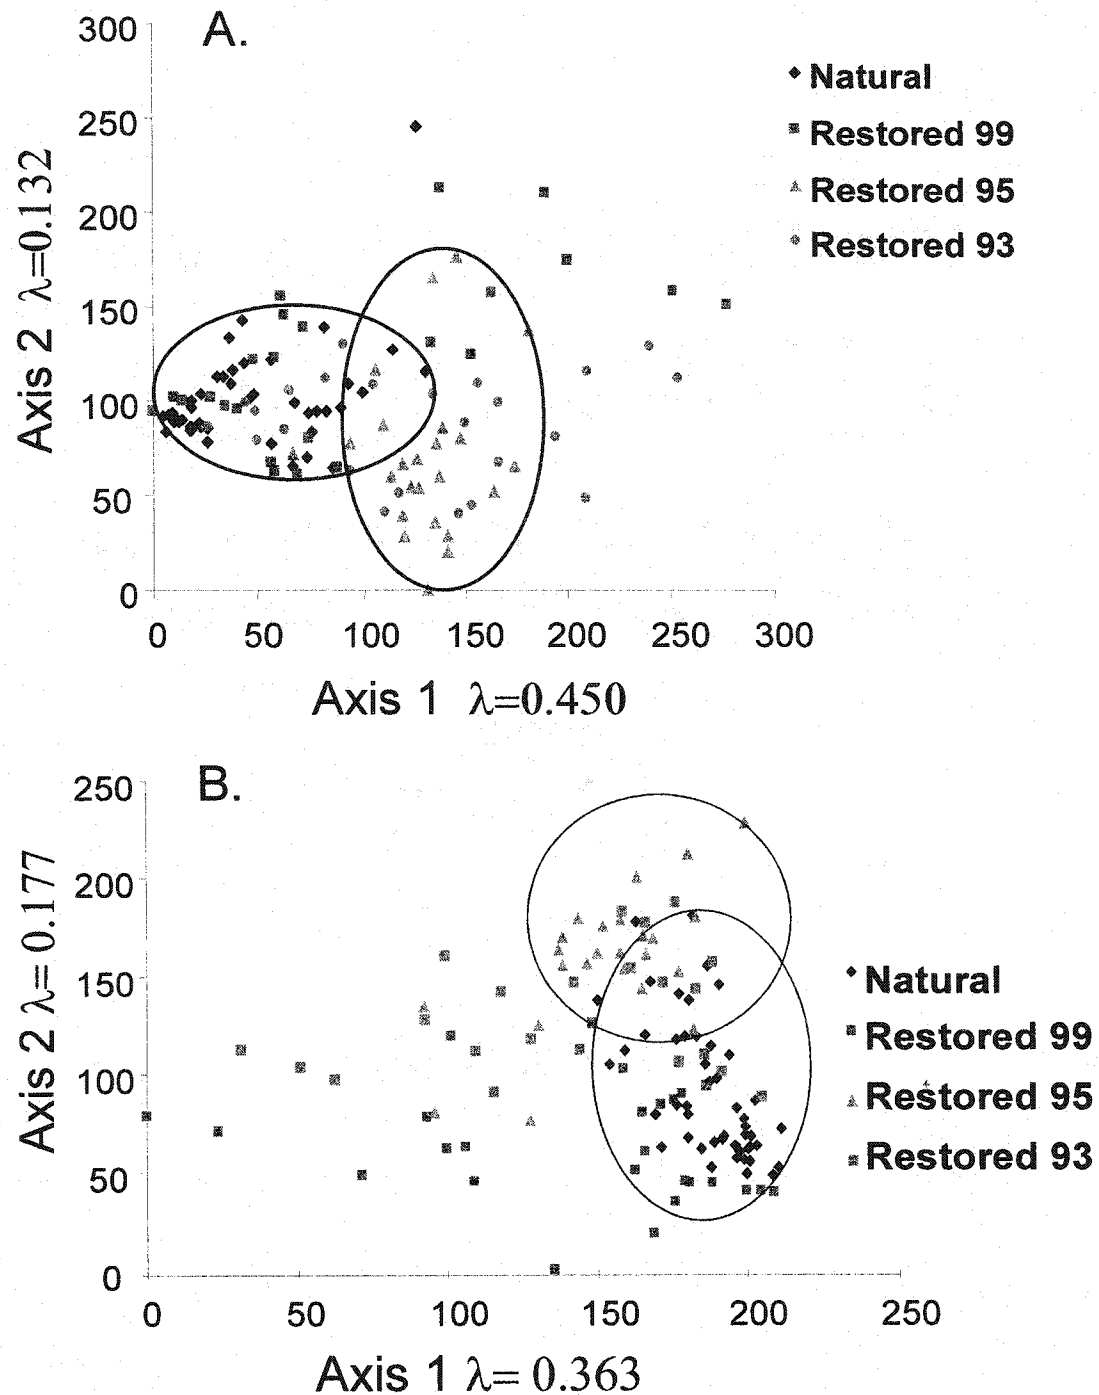 A.
300
250
200
150
100
50
0
Axis 2 λ=0.132
Natural
Restored 99
Restored 95
Restored 93
0 50 100 150 200 250 300
Axis 1 λ=0.450
B.
250
200
150
100
50
0
Axis 2 λ= 0.177
Natural
Restored 99
Restored 95
Restored 93
0 50 100 150 200 250
Axis 1 λ= 0.363